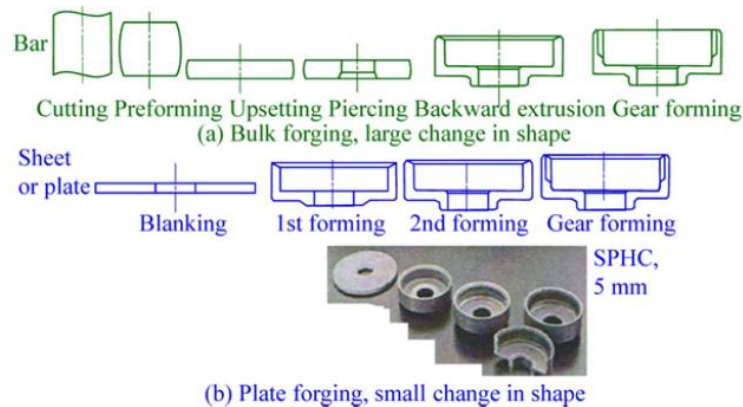 Bar
Cutting Preforming Upsetting Piercing Backward extrusion Gear forming
(a) Bulk forging, large change in shape
Sheet
or plate
Blanking 1st forming 2nd forming Gear forming
SPHC,
5 mm
(b) Plate forging, small change in shape